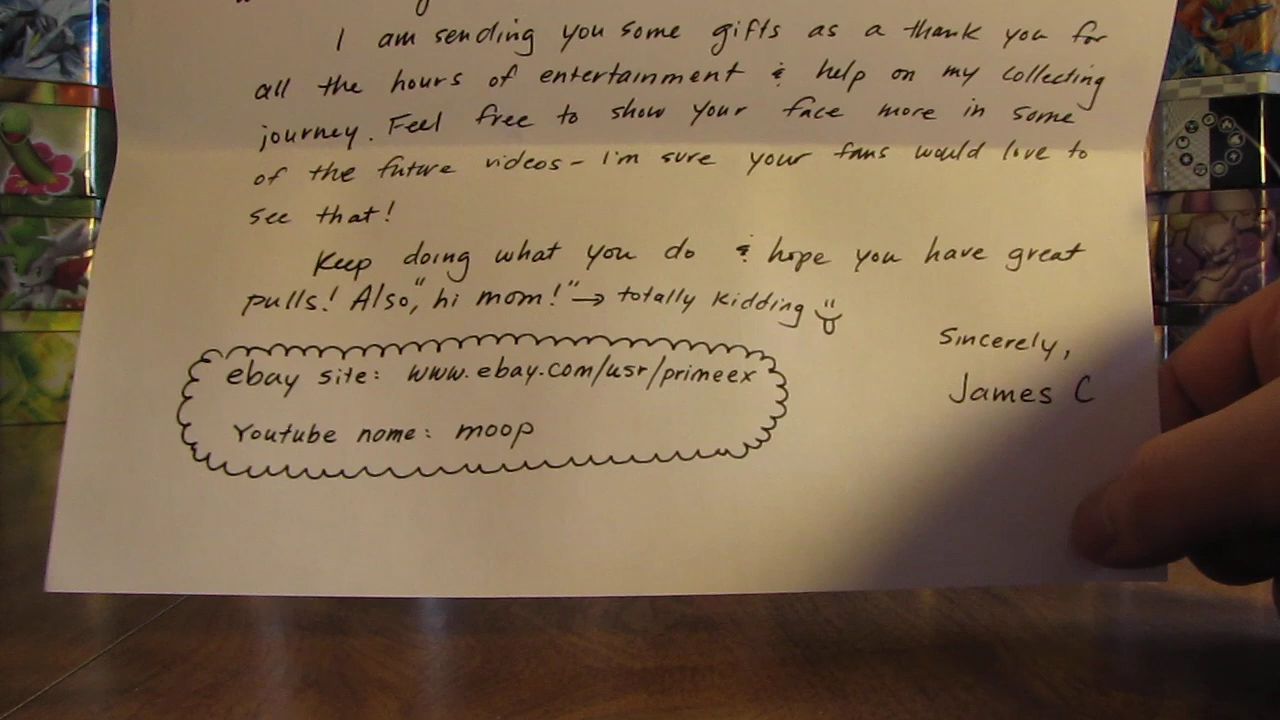 I am sending you some gifts as a thank you for
all the hours of entertainment & help on my collecting
journey. Feel free to show your face more in some
of the future videos - I'm sure your fans would love to
see that!
Keep doing what you do & hope you have great
pulls! Also, "hi mom!" → totally kidding
Sincerely,
James C
ebay site: www.ebay.com/usr/primeex
Youtube name: moop